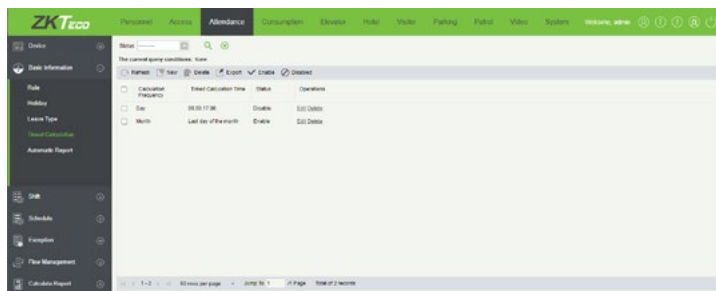 ZKTECO
Personnel Access Attendance Consumption Elevator Hotel Visitor Parking Patrol Video System Welcome, admin
Device
Basic Information
Rule
Holiday
Leave Type
Timed Calculation
Automatic Report
Shift
Schedule
Exception
Flow Management
Calculate Report
Status --------
The current query conditions: None
Refresh New Delete Export Enable Disabled
Calculation Frequency Timed Calculation Time Status Operations
Day Disable Edit Delete
Month Last day of the month Enable Edit Delete
1-2 50 rows per page Jump To 1 /1 Page Total of 2 records